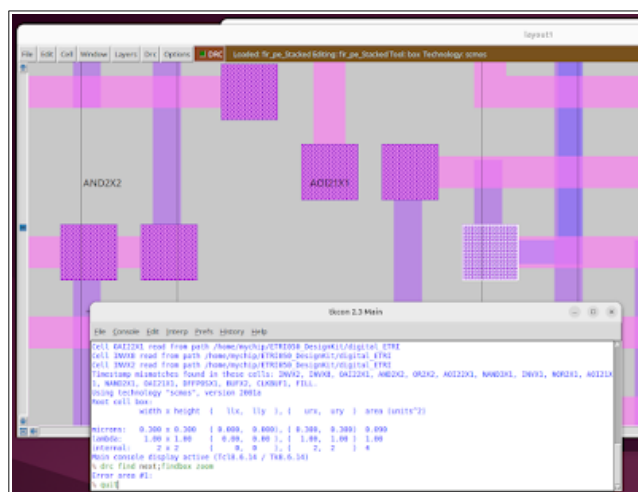 layout1
File Edit Cell Window Layers Drc Options DRC Loaded: fir_pe_Stacked Editing: fir_pe_Stacked Tool: box Technology: scmos
AND2X2
AOI21X1
tkcon 2.3 Main
File Console Edit Interp Prefs History Help
Cell OAI22X1 read from path /home/mychip/ETRI050_DesignKit/digital_ETRI
Cell INVX8 read from path /home/mychip/ETRI050_DesignKit/digital_ETRI
Cell INVX2 read from path /home/mychip/ETRI050_DesignKit/digital_ETRI
Timestamp mismatches found in these cells: INVX2, INVX8, OAI22X1, AND2X2, OR2X2, AOI22X1, NAND3X1, INVX1, NOR2X1, AOI21X
1, NAND2X1, OAI21X1, DFFPOSX1, BUFX2, CLKBUF1, FILL.
Using technology "scmos", version 2001a
Root cell box:
width x height ( llx, lly ), ( urx, ury ) area (units^2)
microns: 0.300 x 0.300 ( 0.000, 0.000), ( 0.300, 0.300) 0.090
lambda: 1.00 x 1.00 ( 0.00, 0.00 ), ( 1.00, 1.00 ) 1.00
internal: 2 x 2 ( 0, 0 ), ( 2, 2 ) 4
Main console display active (Tcl8.6.14 / Tk8.6.14)
% drc find next;findbox zoom
Error area #1:
% quit